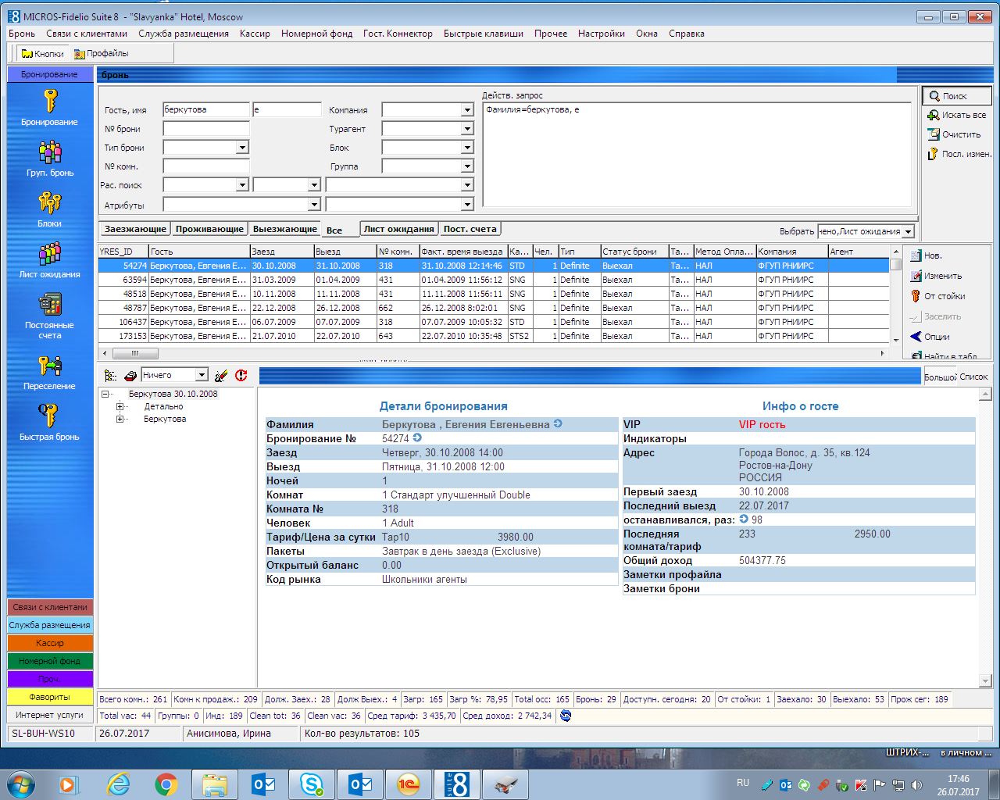 MICROS-Fidelio Suite 8 - "Slavyanka" Hotel, Moscow
Бронь Связи с клиентами Служба размещения Кассир Номерной фонд Гост. Коннектор Быстрые клавиши Прочее Настройки Окна Справка
Кнопки Профайлы
Бронирование бронь
Действ. запрос
Гость, имя беркутова е Компания Фамилия=беркутова, е Поиск
№ брони Турагент Искать все
Тип брони Блок Очистить
№ комн. Группа Посл. измен.
Рас. поиск
Атрибуты
Заезжающие Проживающие Выезжающие Все Лист ожидания Пост. счета Выбрать чено,Лист ожидания
YRES_ID Гость Заезд Выезд № комн. Факт. время выезда Ка... Чел. Тип Статус брони Та... Метод Опла... Компания Агент
54274 Беркутова, Евгения Е... 30.10.2008 31.10.2008 318 31.10.2008 12:14:46 STD 1 Definite Выехал Та... НАЛ ФГУП РНИИРС
63594 Беркутова, Евгения Е... 31.03.2009 01.04.2009 431 01.04.2009 11:56:12 SNG 1 Definite Выехал Та... НАЛ ФГУП РНИИРС
48518 Беркутова, Евгения Е... 10.11.2008 11.11.2008 431 11.11.2008 11:56:11 SNG 1 Definite Выехал Та... НАЛ ФГУП РНИИРС
48787 Беркутова, Евгения Е... 22.12.2008 26.12.2008 662 26.12.2008 8:02:01 SNG 1 Definite Выехал Та... НАЛ ФГУП РНИИРС
106437 Беркутова, Евгения Е... 06.07.2009 07.07.2009 318 07.07.2009 10:05:32 STD 1 Definite Выехал Та... НАЛ ФГУП РНИИРС
173153 Беркутова, Евгения Е... 21.07.2010 22.07.2010 643 22.07.2010 10:35:48 STS2 1 Definite Выехал Та... НАЛ ФГУП РНИИРС
Нов.
Изменить
От стойки
Заселить
Опции
Найти в табл
Бронирование
Груп. бронь
Блоки
Лист ожидания
Постоянные
счета
Переселение
Быстрая бронь
Ничего Большой Список
Беркутова 30.10.2008
Детально
Беркутова
Детали бронирования
Фамилия Беркутова , Евгения Евгеньевна
Бронирование № 54274
Заезд Четверг, 30.10.2008 14:00
Выезд Пятница, 31.10.2008 12:00
Ночей 1
Комнат 1 Стандарт улучшенный Double
Комната № 318
Человек 1 Adult
Тариф/Цена за сутки Тар10 3980.00
Пакеты Завтрак в день заезда (Exclusive)
Открытый баланс 0.00
Код рынка Школьники агенты
Инфо о госте
VIP VIP гость
Индикаторы
Адрес Города Волос, д. 35, кв.124
Ростов-на-Дону
РОССИЯ
Первый заезд 30.10.2008
Последний выезд 22.07.2017
останавливался, раз: 98
Последняя 233 2950.00
комната/тариф
Общий доход 504377.75
Заметки профайла
Заметки брони
Связи с клиентами
Служба размещения
Кассир
Номерной фонд
Проч.
Фавориты
Интернет услуги
Всего комн.: 261 Комн к продаж.: 209 Долж. Заех.: 28 Долж Выех.: 4 Загр: 165 Загр %: 78,95 Total occ: 165 Бронь: 29 Доступн. сегодня: 20 От стойки: 1 Заехало: 30 Выехало: 53 Прож сег: 189
Total vac: 44 Группы: 0 Инд: 189 Clean tot: 36 Clean vac: 36 Сред тариф: 3 435,70 Сред доход: 2 742,34
SL-BUH-WS10 26.07.2017 Анисимова, Ирина Кол-во результатов: 105
ШТРИХ-... в личном ...
RU 17:46
26.07.2017